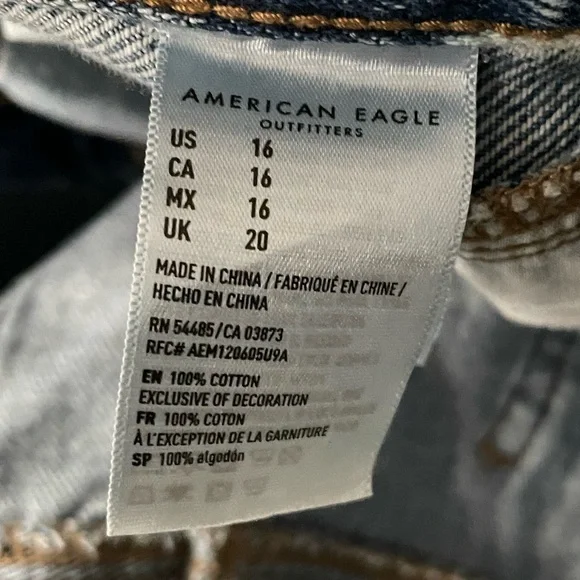 AMERICAN EAGLE
OUTFITTERS
US 16
CA 16
MX 16
UK 20
MADE IN CHINA / FABRIQUÉ EN CHINE /
HECHO EN CHINA
RN 54485/CA 03873
RFC# AEM120605U9A
EN 100% COTTON
EXCLUSIVE OF DECORATION
FR 100% COTON
À L'EXCEPTION DE LA GARNITURE
SP 100% algodón